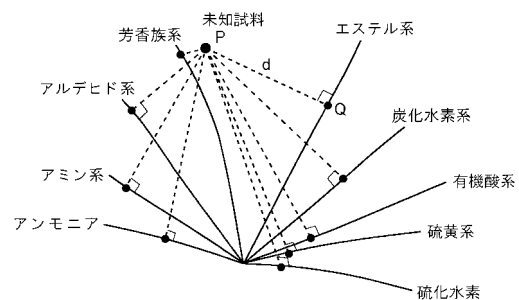 未知試料
P
芳香族系
エステル系
d
アルデヒド系
Q
炭化水素系
アミン系
有機酸系
アンモニア
硫黄系
硫化水素